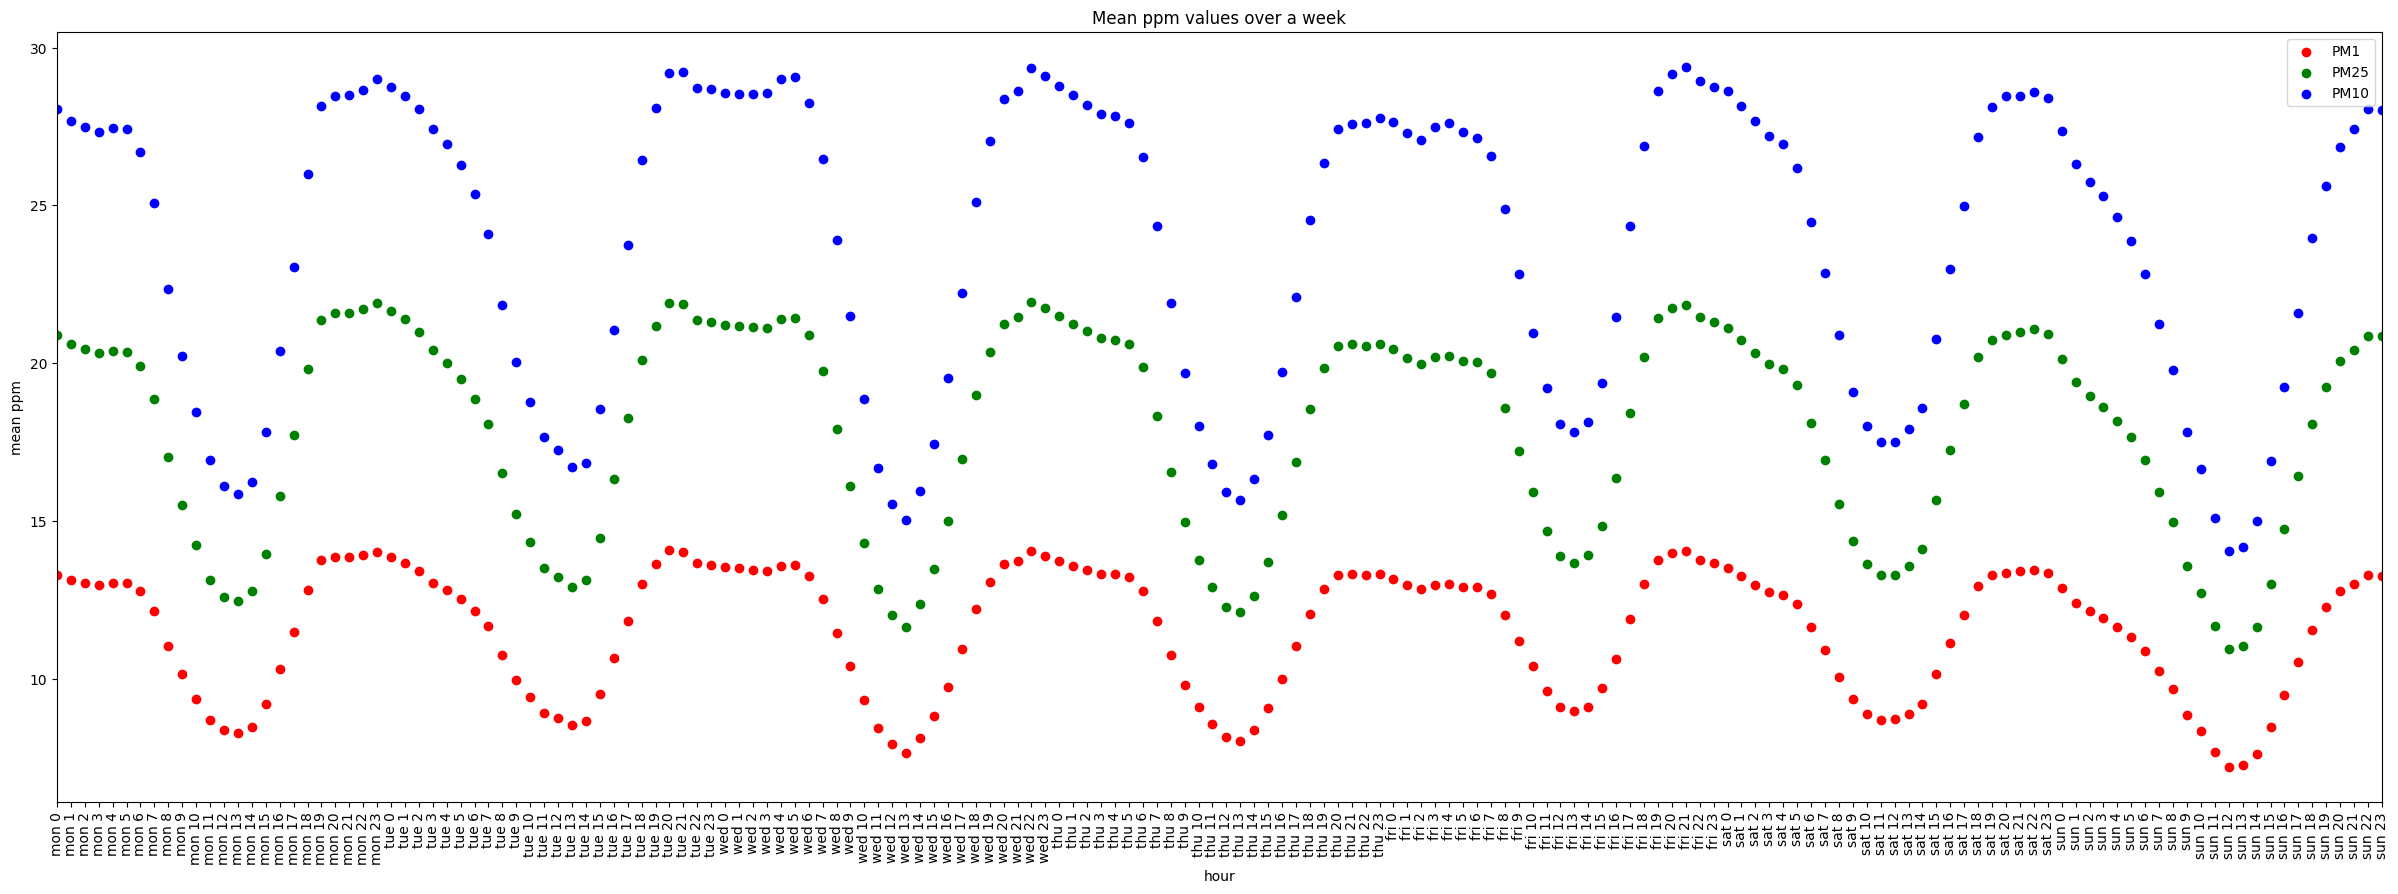 Mean ppm values over a week
PM1
PM25
PM10
30
25
20
15
10
mean ppm
mon 0
mon 1
mon 2
mon 3
mon 4
mon 5
mon 6
mon 7
mon 8
mon 9
mon 10
mon 11
mon 12
mon 13
mon 14
mon 15
mon 16
mon 17
mon 18
mon 19
mon 20
mon 21
mon 22
mon 23
tue 0
tue 1
tue 2
tue 3
tue 4
tue 5
tue 6
tue 7
tue 8
tue 9
tue 10
tue 11
tue 12
tue 13
tue 14
tue 15
tue 16
tue 17
tue 18
tue 19
tue 20
tue 21
tue 22
tue 23
wed 0
wed 1
wed 2
wed 3
wed 4
wed 5
wed 6
wed 7
wed 8
wed 9
wed 10
wed 11
wed 12
wed 13
wed 14
wed 15
wed 16
wed 17
wed 18
wed 19
wed 20
wed 21
wed 22
wed 23
thu 0
thu 1
thu 2
thu 3
thu 4
thu 5
thu 6
thu 7
thu 8
thu 9
thu 10
thu 11
thu 12
thu 13
thu 14
thu 15
thu 16
thu 17
thu 18
thu 19
thu 20
thu 21
thu 22
thu 23
fri 0
fri 1
fri 2
fri 3
fri 4
fri 5
fri 6
fri 7
fri 8
fri 9
fri 10
fri 11
fri 12
fri 13
fri 14
fri 15
fri 16
fri 17
fri 18
fri 19
fri 20
fri 21
fri 22
fri 23
sat 0
sat 1
sat 2
sat 3
sat 4
sat 5
sat 6
sat 7
sat 8
sat 9
sat 10
sat 11
sat 12
sat 13
sat 14
sat 15
sat 16
sat 17
sat 18
sat 19
sat 20
sat 21
sat 22
sat 23
sun 0
sun 1
sun 2
sun 3
sun 4
sun 5
sun 6
sun 7
sun 8
sun 9
sun 10
sun 11
sun 12
sun 13
sun 14
sun 15
sun 16
sun 17
sun 18
sun 19
sun 20
sun 21
sun 22
sun 23
hour